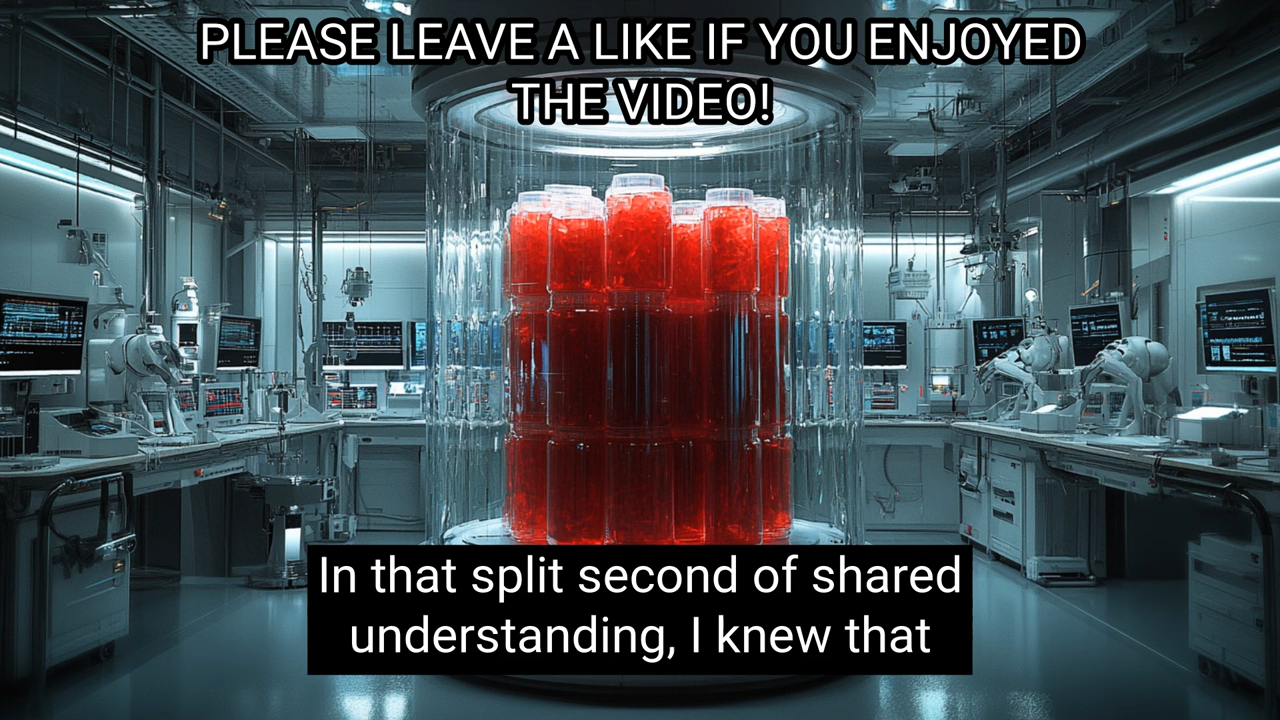 PLEASE LEAVE A LIKE IF YOU ENJOYED
THE VIDEO!
In that split second of shared
understanding, I knew that